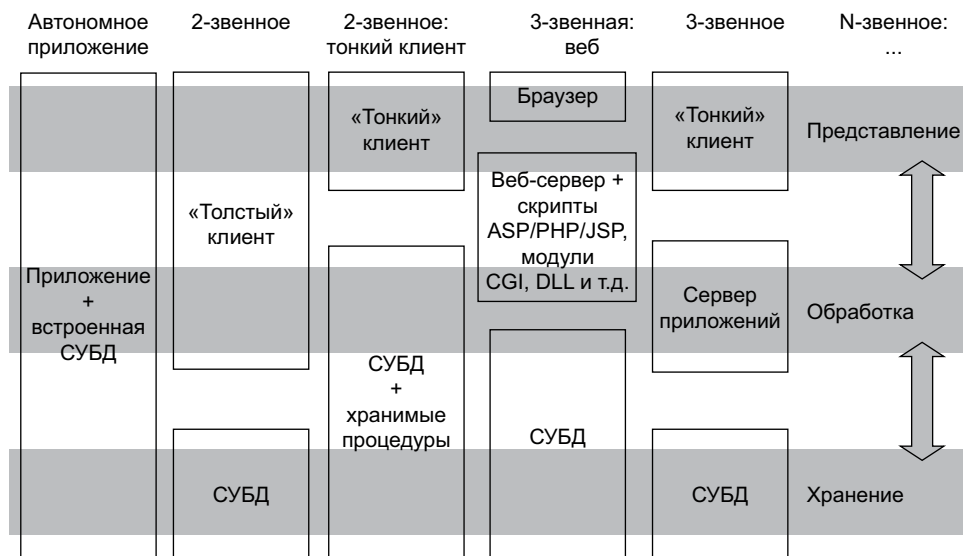 Автономное
приложение
2-звенное
2-звенное:
тонкий клиент
3-звенная:
веб
3-звенное
N-звенное:
...
Приложение
+
встроенная
СУБД
«Толстый»
клиент
СУБД
«Тонкий»
клиент
СУБД
+
хранимые
процедуры
Браузер
Веб-сервер +
скрипты
ASP/PHP/JSP,
модули
CGI, DLL и т.д.
СУБД
«Тонкий»
клиент
Сервер
приложений
СУБД
Представление
Обработка
Хранение